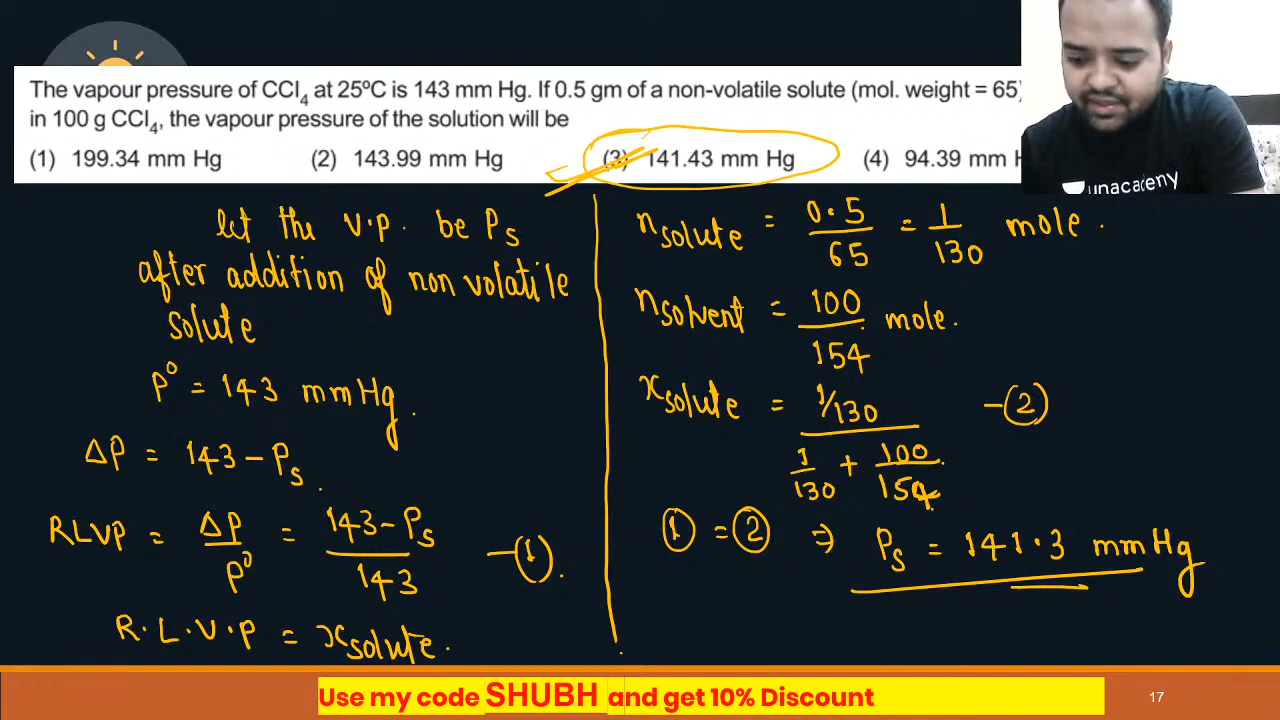 The vapour pressure of CCl4 at 25ºC is 143 mm Hg. If 0.5 gm of a non-volatile solute (mol. weight = 65)
in 100 g CCl4, the vapour pressure of the solution will be
(1) 199.34 mm Hg (2) 143.99 mm Hg (3) 141.43 mm Hg (4) 94.39 mm H
unacademy
let the V.P. be Ps
after addition of non volatile
solute
P⁰ = 143 mmHg.
ΔP = 143 - Ps.
RLVP = ΔP/P⁰ = 143-Ps/143 -①.
R.L.V.P = xsolute.
nsolute = 0.5/65 = 1/130 mole.
nsolvent = 100/154 mole.
xsolute = 1/130 / 1/130 + 100/154 -②
① = ② ⇒ Ps = 141.3 mmHg
Use my code SHUBH and get 10% Discount
17